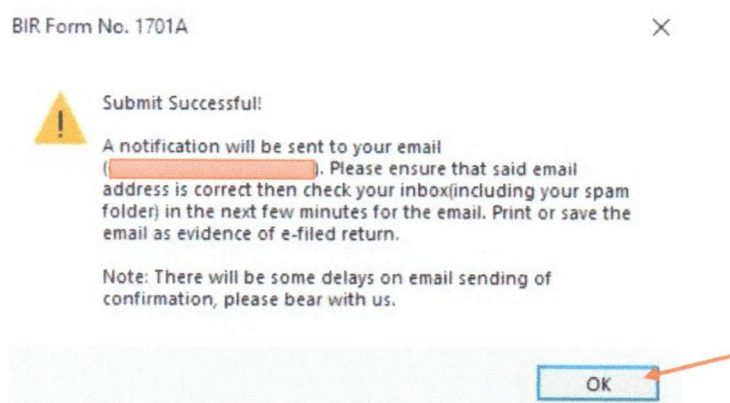 BIR Form No. 1701A
Submit Successful!
A notification will be sent to your email
( ). Please ensure that said email
address is correct then check your inbox(including your spam
folder) in the next few minutes for the email. Print or save the
email as evidence of e-filed return.
Note: There will be some delays on email sending of
confirmation, please bear with us.
OK